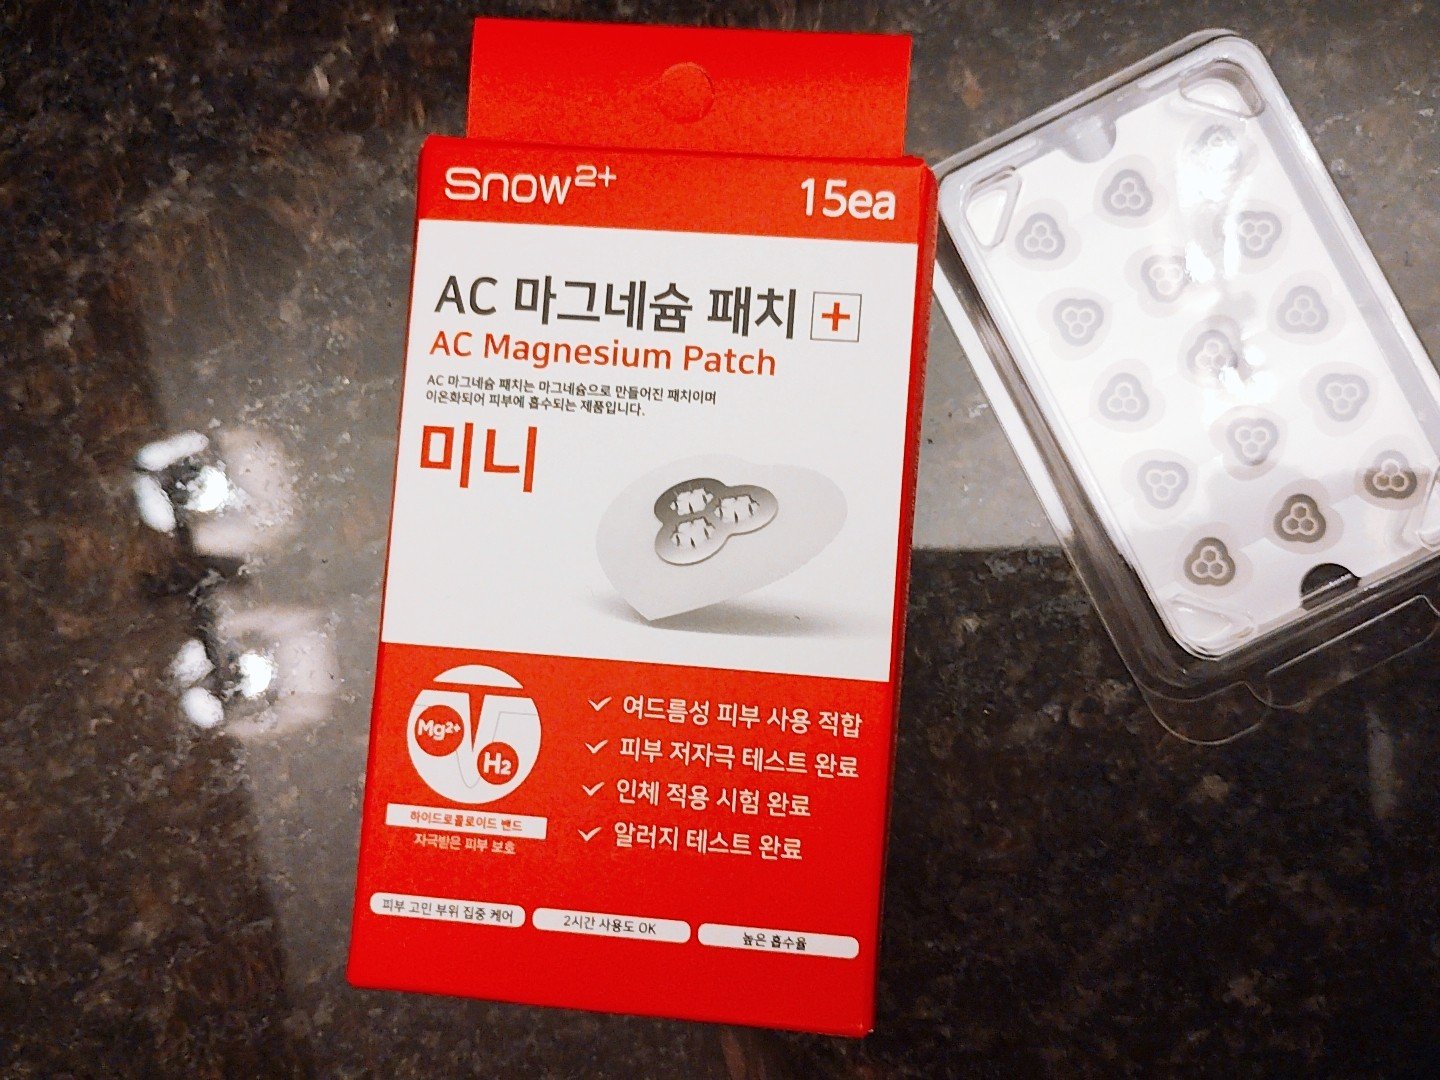 Snow2+
15ea
AC 마그네슘 패치 +
AC Magnesium Patch
AC 마그네슘 패치는 마그네슘으로 만들어진 패치이며
이온화되어 피부에 흡수되는 제품입니다.
미니
Mg2+
H2
하이드로콜로이드 밴드
자극받은 피부 보호
여드름성 피부 사용 적합
피부 저자극 테스트 완료
인체 적용 시험 완료
알러지 테스트 완료
피부 고민 부위 집중 케어
2시간 사용도 OK
높은 흡수율